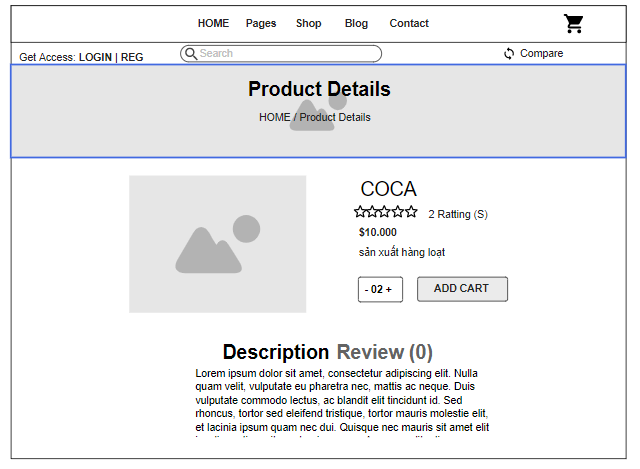 HOME Pages Shop Blog Contact
Get Access: LOGIN | REG Search Compare
Product Details
HOME / Product Details
COCA
2 Ratting (S)
$10.000
sản xuất hàng loạt
- 02 + ADD CART
Description Review (0)
Lorem ipsum dolor sit amet, consectetur adipiscing elit. Nulla
quam velit, vulputate eu pharetra nec, mattis ac neque. Duis
vulputate commodo lectus, ac blandit elit tincidunt id. Sed
rhoncus, tortor sed eleifend tristique, tortor mauris molestie elit,
et lacinia ipsum quam nec dui. Quisque nec mauris sit amet elit